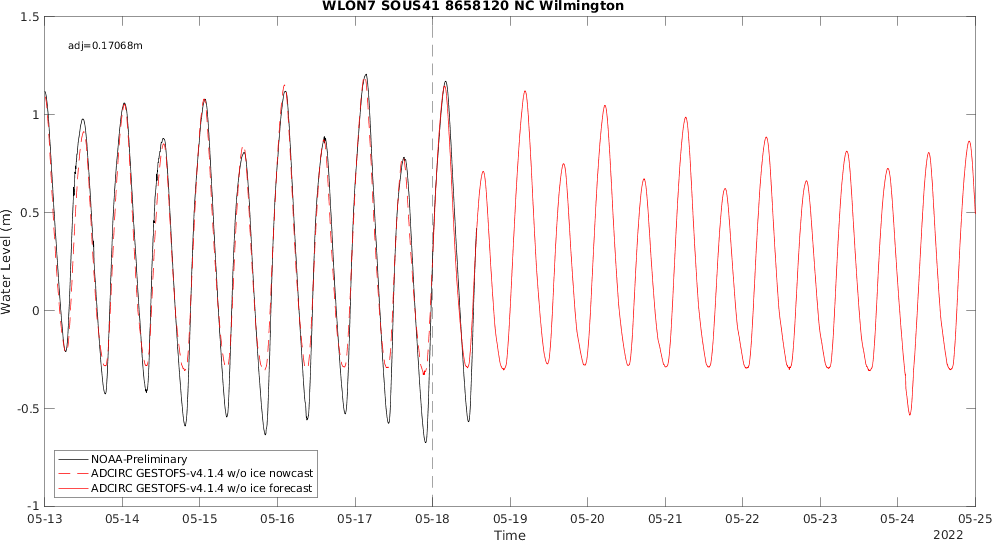 WLON7 SOUS41 8658120 NC Wilmington
adj=0.17068m
1.5
1
0.5
0
-0.5
-1
Water Level (m)
NOAA-Preliminary
ADCIRC GESTOFS-v4.1.4 w/o ice nowcast
ADCIRC GESTOFS-v4.1.4 w/o ice forecast
05-13 05-14 05-15 05-16 05-17 05-18 05-19 05-20 05-21 05-22 05-23 05-24 05-25
Time
2022